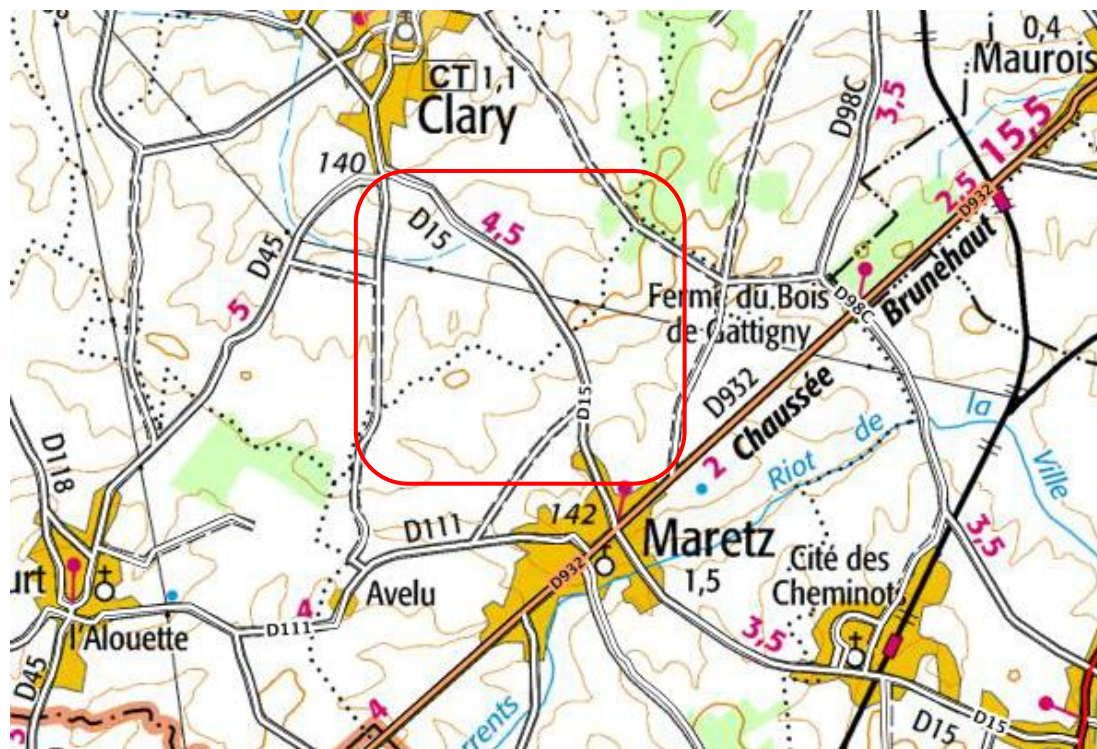 0,4
Maurois
CT 1,1
Clary
D98C
3,5
15,5
2,5
D932
140
D15
4,5
D45
5
Brunehaut
Ferme du Bois
de Gattigny
D98C
D932
Chaussée
D15
la
de
Riot
Ville
2
D118
D111
142
Maretz
1,5
3,5
Cité des
Cheminots
D932
Avelu
4
D111
l'Alouette
3,5
D45
4
D15
D15